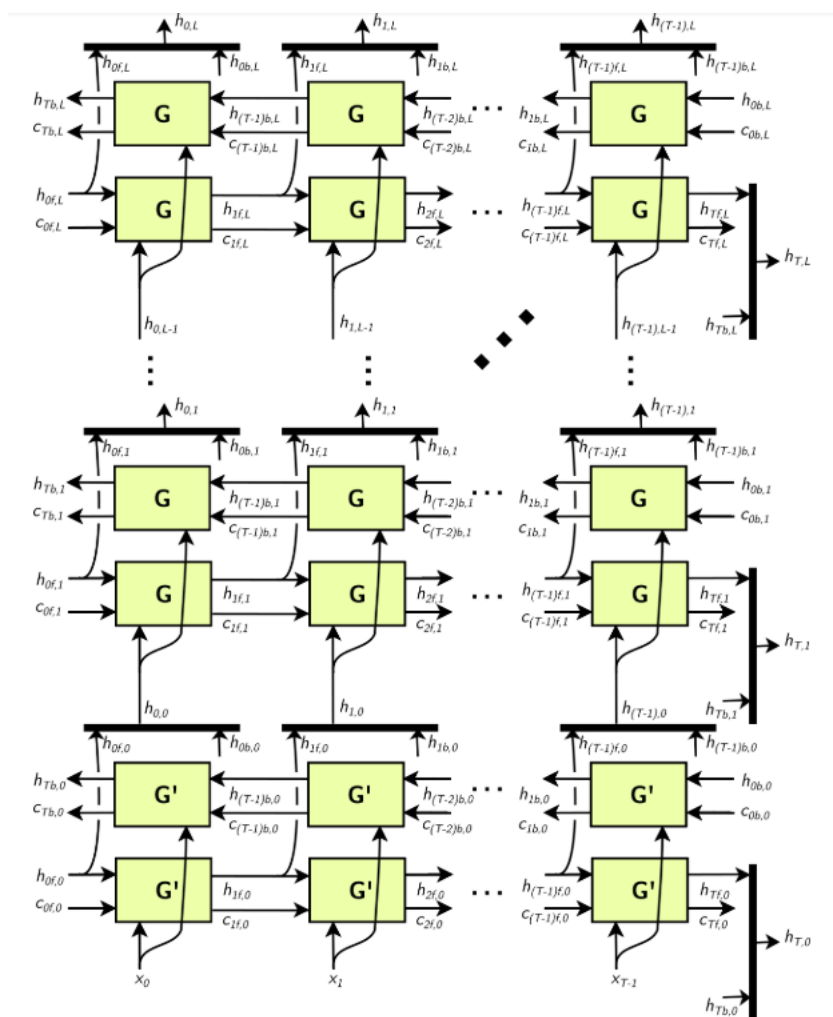 h0,L h1,L h(T-1),L
h0f,L h0b,L h1f,L h1b,L h(T-1)f,L h(T-1)b,L
hTb,L G h(T-1)b,L G h(T-2)b,L ... h1b,L G h0b,L
cTb,L c(T-1)b,L c(T-2)b,L c1b,L c0b,L
h0f,L G h1f,L G h2f,L ... h(T-1)f,L G hTf,L
c0f,L c1f,L c2f,L c(T-1)f,L cTf,L
hT,L
h0,L-1 h1,L-1 h(T-1),L-1 hTb,L
h0,1 h1,1 h(T-1),1
h0f,1 h0b,1 h1f,1 h1b,1 h(T-1)f,1 h(T-1)b,1
hTb,1 G h(T-1)b,1 G h(T-2)b,1 ... h1b,1 G h0b,1
cTb,1 c(T-1)b,1 c(T-2)b,1 c1b,1 c0b,1
h0f,1 G h1f,1 G h2f,1 ... h(T-1)f,1 G hTf,1
c0f,1 c1f,1 c2f,1 c(T-1)f,1 cTf,1
hT,1
h0,0 h1,0 h(T-1),0 hTb,1
h0f,0 h0b,0 h1f,0 h1b,0 h(T-1)f,0 h(T-1)b,0
hTb,0 G' h(T-1)b,0 G' h(T-2)b,0 ... h1b,0 G' h0b,0
cTb,0 c(T-1)b,0 c(T-2)b,0 c1b,0 c0b,0
h0f,0 G' h1f,0 G' h2f,0 ... h(T-1)f,0 G' hTf,0
c0f,0 c1f,0 c2f,0 c(T-1)f,0 cTf,0
hT,0
x0 x1 xT-1
hTb,0